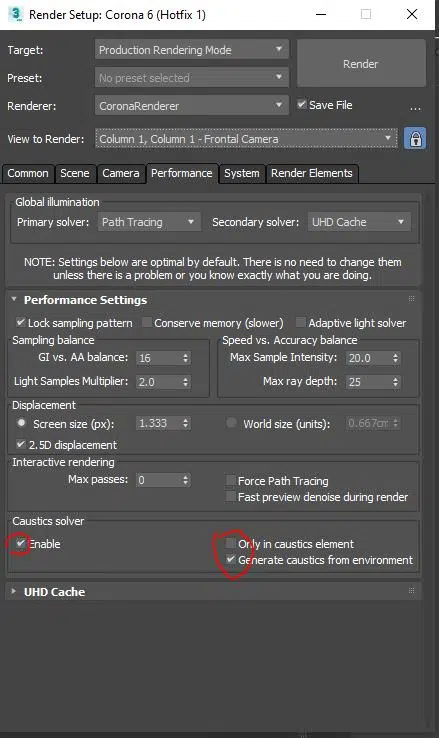 3 Render Setup: Corona 6 (Hotfix 1)
Target: Production Rendering Mode
Render
Preset: No preset selected
Renderer: CoronaRenderer Save File ...
View to Render: Column 1, Column 1 - Frontal Camera
Common Scene Camera Performance System Render Elements
Global illumination
Primary solver: Path Tracing Secondary solver: UHD Cache
NOTE: Settings below are optimal by default. There is no need to change them
unless there is a problem or you know exactly what you are doing.
Performance Settings
Lock sampling pattern Conserve memory (slower) Adaptive light solver
Sampling balance Speed vs. Accuracy balance
GI vs. AA balance: 16 Max Sample Intensity: 20.0
Light Samples Multiplier: 2.0 Max ray depth: 25
Displacement
Screen size (px): 1.333 World size (units): 0.667cm
2.5D displacement
Interactive rendering
Max passes: 0 Force Path Tracing
Fast preview denoise during render
Caustics solver
Enable Only in caustics element
Generate caustics from environment
UHD Cache